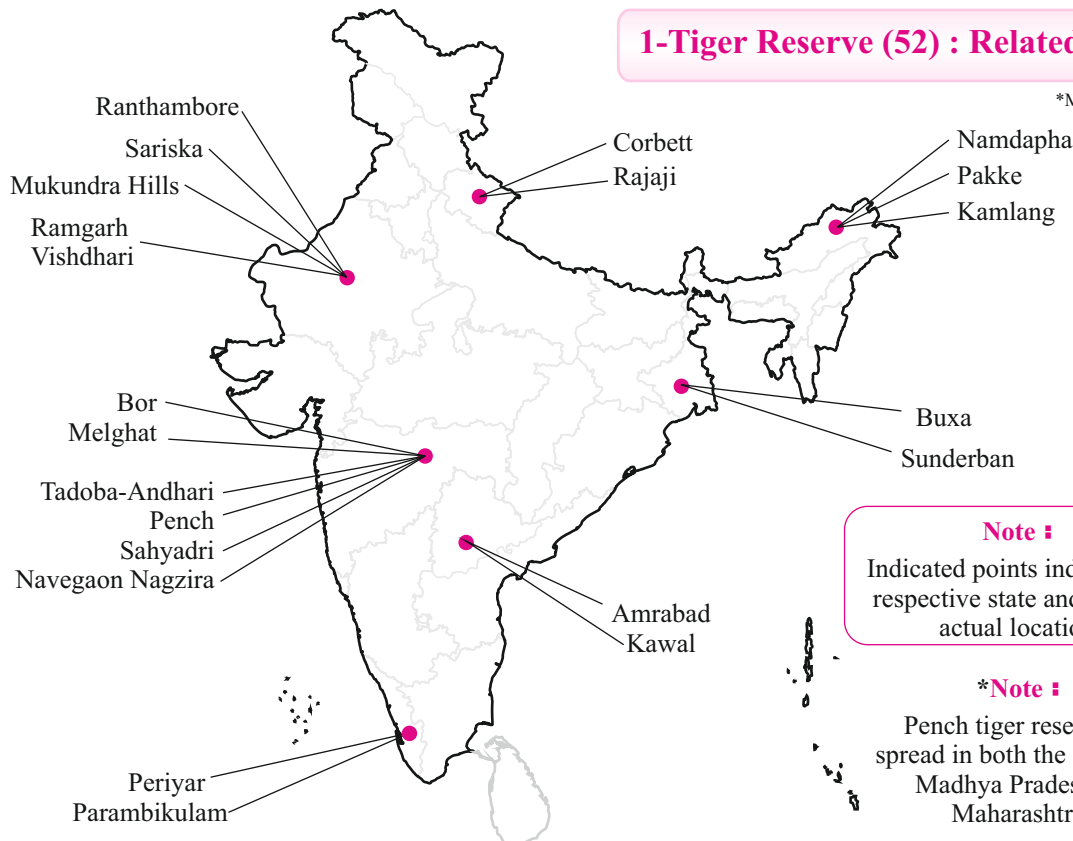 1-Tiger Reserve (52) : Related
*M
Ranthambore
Sariska
Mukundra Hills
Ramgarh
Vishdhari
Corbett
Rajaji
Namdapha
Pakke
Kamlang
Bor
Melghat
Tadoba-Andhari
Pench
Sahyadri
Navegaon Nagzira
Buxa
Sunderban
Amrabad
Kawal
Periyar
Parambikulam
Note :
Indicated points ind
respective state and
actual locatio
*Note :
Pench tiger rese
spread in both the
Madhya Prades
Maharashtr